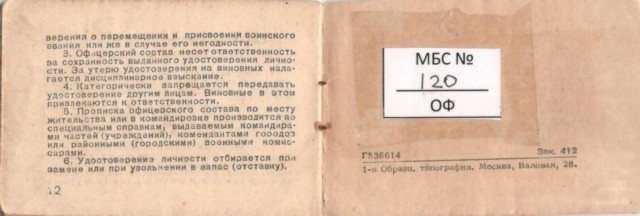 верения о перемещении и присвоении воинского
звания или же в случае его негодности.
3. Офицерский состав несет ответственность
за сохранность выданного удостоверения лично-
сти. За утерю удостоверения на виновных нала-
гается дисциплинарное взыскание.
4. Категорически запрещается передавать
удостоверение другим лицам. Виновные в этом
привлекаются к ответственности.
5. Прописка офицерского состава по месту
жительства или в командировке производится по
специальным справкам, выдаваемым командира-
ми частей (учреждений), комендантами городов
или районными (городскими) военными комис-
сарами.
6. Удостоверение личности отбирается при
замене или при увольнении в запас (отставку).
12
МБС №
120
ОФ
Г536614 Зак. 412
1-я Образц. типография. Москва, Валовая, 28.